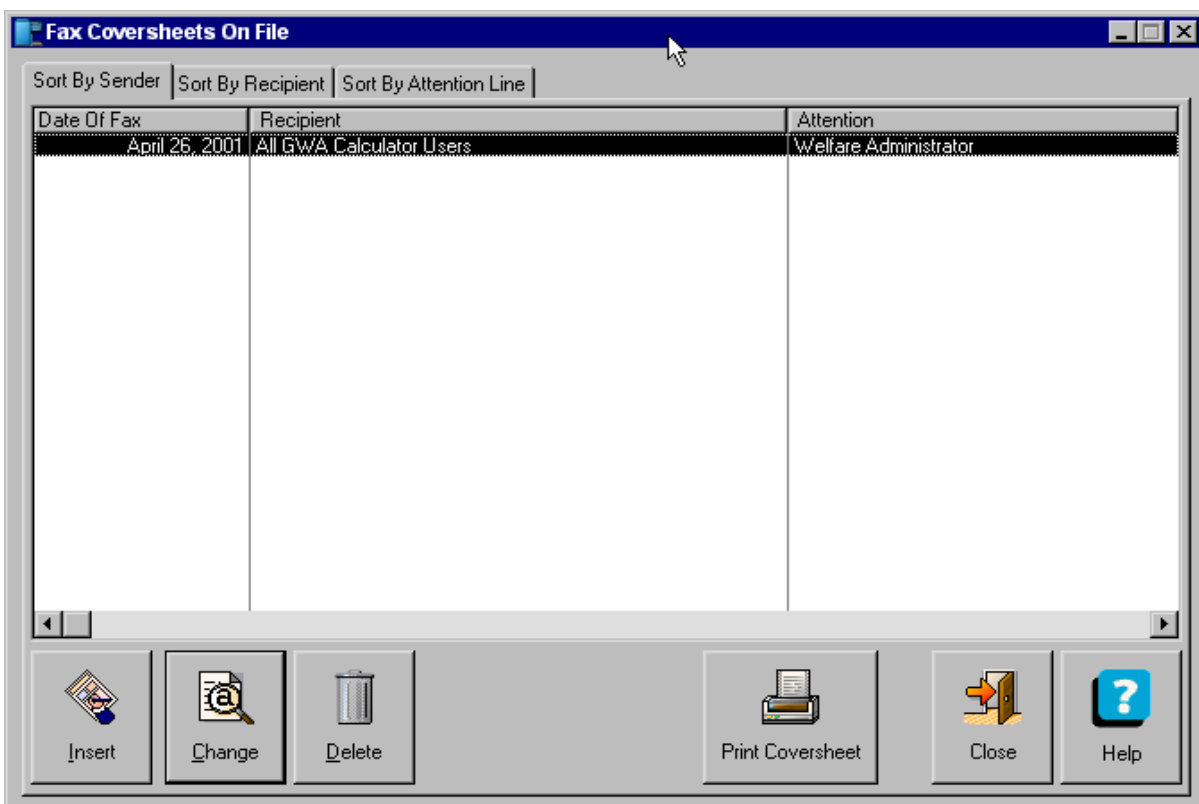 Fax Coversheets On File
Sort By Sender Sort By Recipient Sort By Attention Line
Date Of Fax Recipient Attention
April 26, 2001 All GWA Calculator Users Welfare Administrator
Insert Change Delete Print Coversheet Close Help